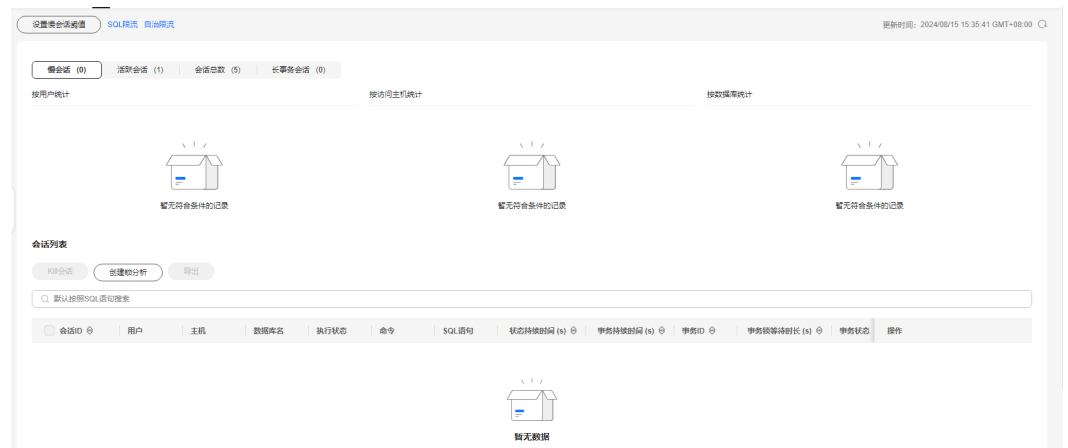 设置慢会话阈值 SQL限流 自治限流 更新时间：2024/08/15 15:35:41 GMT+08:00
慢会话 (0) 活跃会话 (1) 会话总数 (5) 长事务会话 (0)
按用户统计 按访问主机统计 按数据库统计
暂无符合条件的记录 暂无符合条件的记录 暂无符合条件的记录
会话列表
Kill会话 创建锁分析 导出
默认按照SQL语句搜索
会话ID 用户 主机 数据库名 执行状态 命令 SQL语句 状态持续时间 (s) 事务持续时间 (s) 事务ID 事务锁等待时长 (s) 事务状态 操作
暂无数据